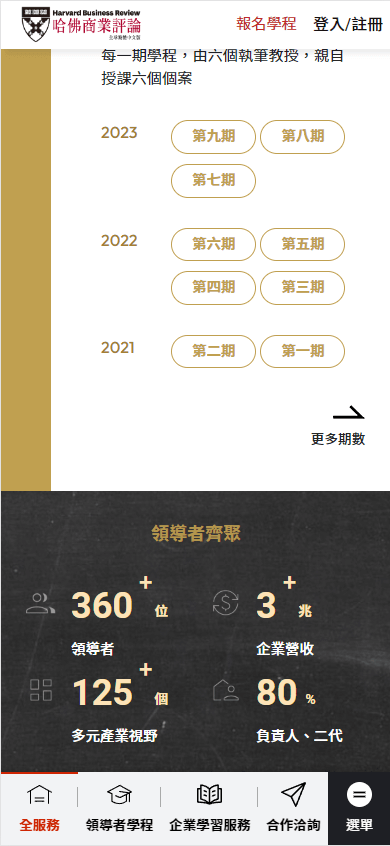 Harvard Business Review
哈佛商業評論
全球繁體中文版
報名學程 登入/註冊
每一期學程，由六個執筆教授，親自
授課六個個案
2023 第九期 第八期
第七期
2022 第六期 第五期
第四期 第三期
2021 第二期 第一期
更多期數
領導者齊聚
360 + 位 3 + 兆
領導者 企業營收
125 + 個 80 %
多元產業視野 負責人、二代
全服務 領導者學程 企業學習服務 合作洽詢 選單